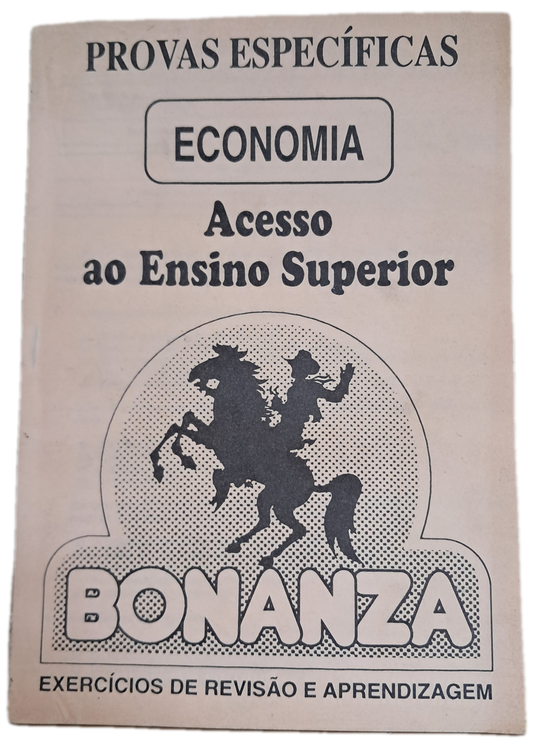 PROVAS ESPECÍFICAS
ECONOMIA
Acesso
ao Ensino Superior
BONANZA
EXERCÍCIOS DE REVISÃO E APRENDIZAGEM